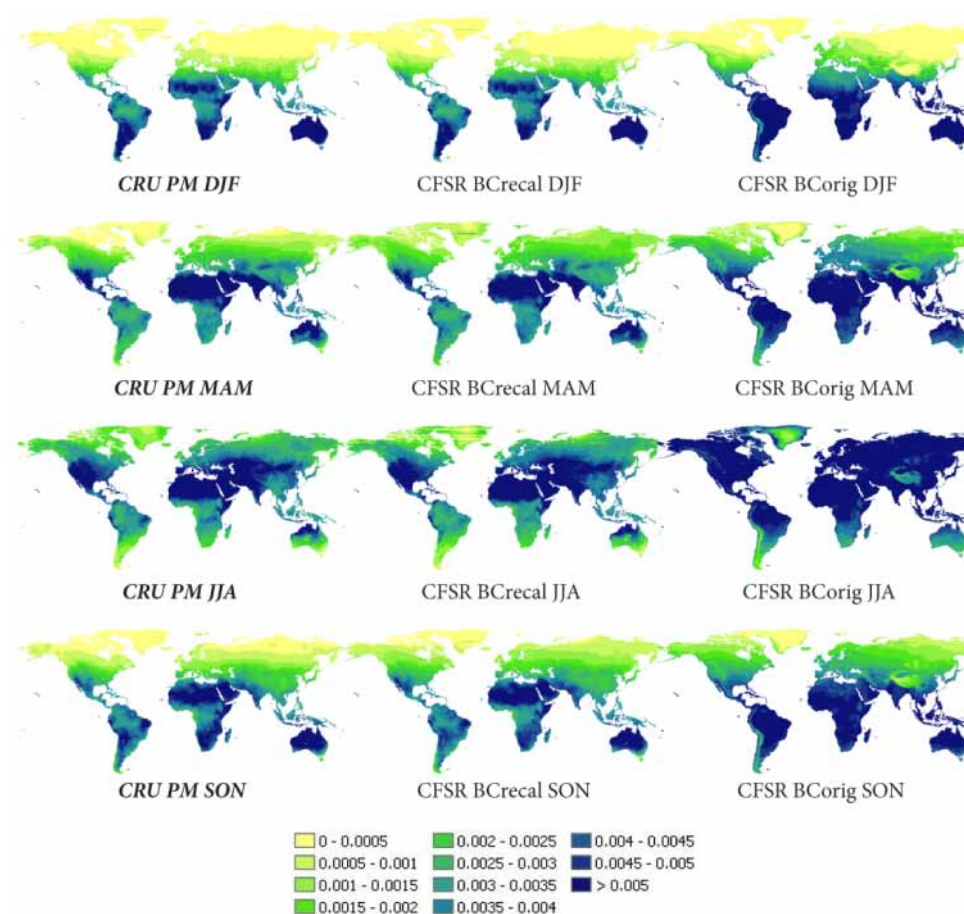 CRU PM DJF CFSR BCrecal DJF CFSR BCorig DJF
CRU PM MAM CFSR BCrecal MAM CFSR BCorig MAM
CRU PM JJA CFSR BCrecal JJA CFSR BCorig JJA
CRU PM SON CFSR BCrecal SON CFSR BCorig SON
0 - 0.0005 0.002 - 0.0025 0.004 - 0.0045
0.0005 - 0.001 0.0025 - 0.003 0.0045 - 0.005
0.001 - 0.0015 0.003 - 0.0035 > 0.005
0.0015 - 0.002 0.0035 - 0.004